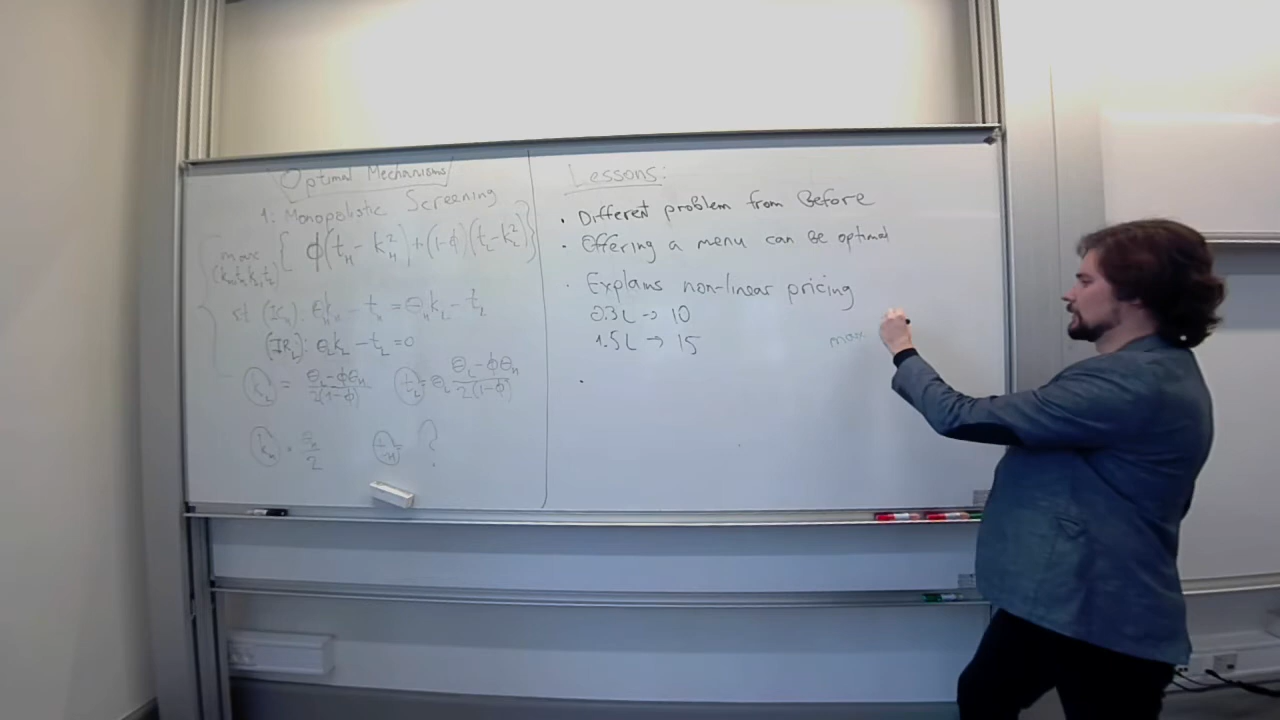 Optimal Mechanisms
1: Monopolistic Screening
max {ϕ(t_H - k_H^2) + (1-ϕ)(t_L - k_L^2)}
(k_H, t_H, k_L, t_L)
st (IC_H): θ_H k_H - t_H = θ_H k_L - t_L
(IR_L): θ_L k_L - t_L = 0
k_L = (θ_L - ϕθ_H) / 2(1-ϕ) t_L = θ_L (θ_L - ϕθ_H) / 2(1-ϕ)
k_H = θ_H / 2 t_H = ?
Lessons:
· Different problem from Before
· Offering a menu can be optimal
· Explains non-linear pricing
0.3L → 10
1.5L → 15
max
·